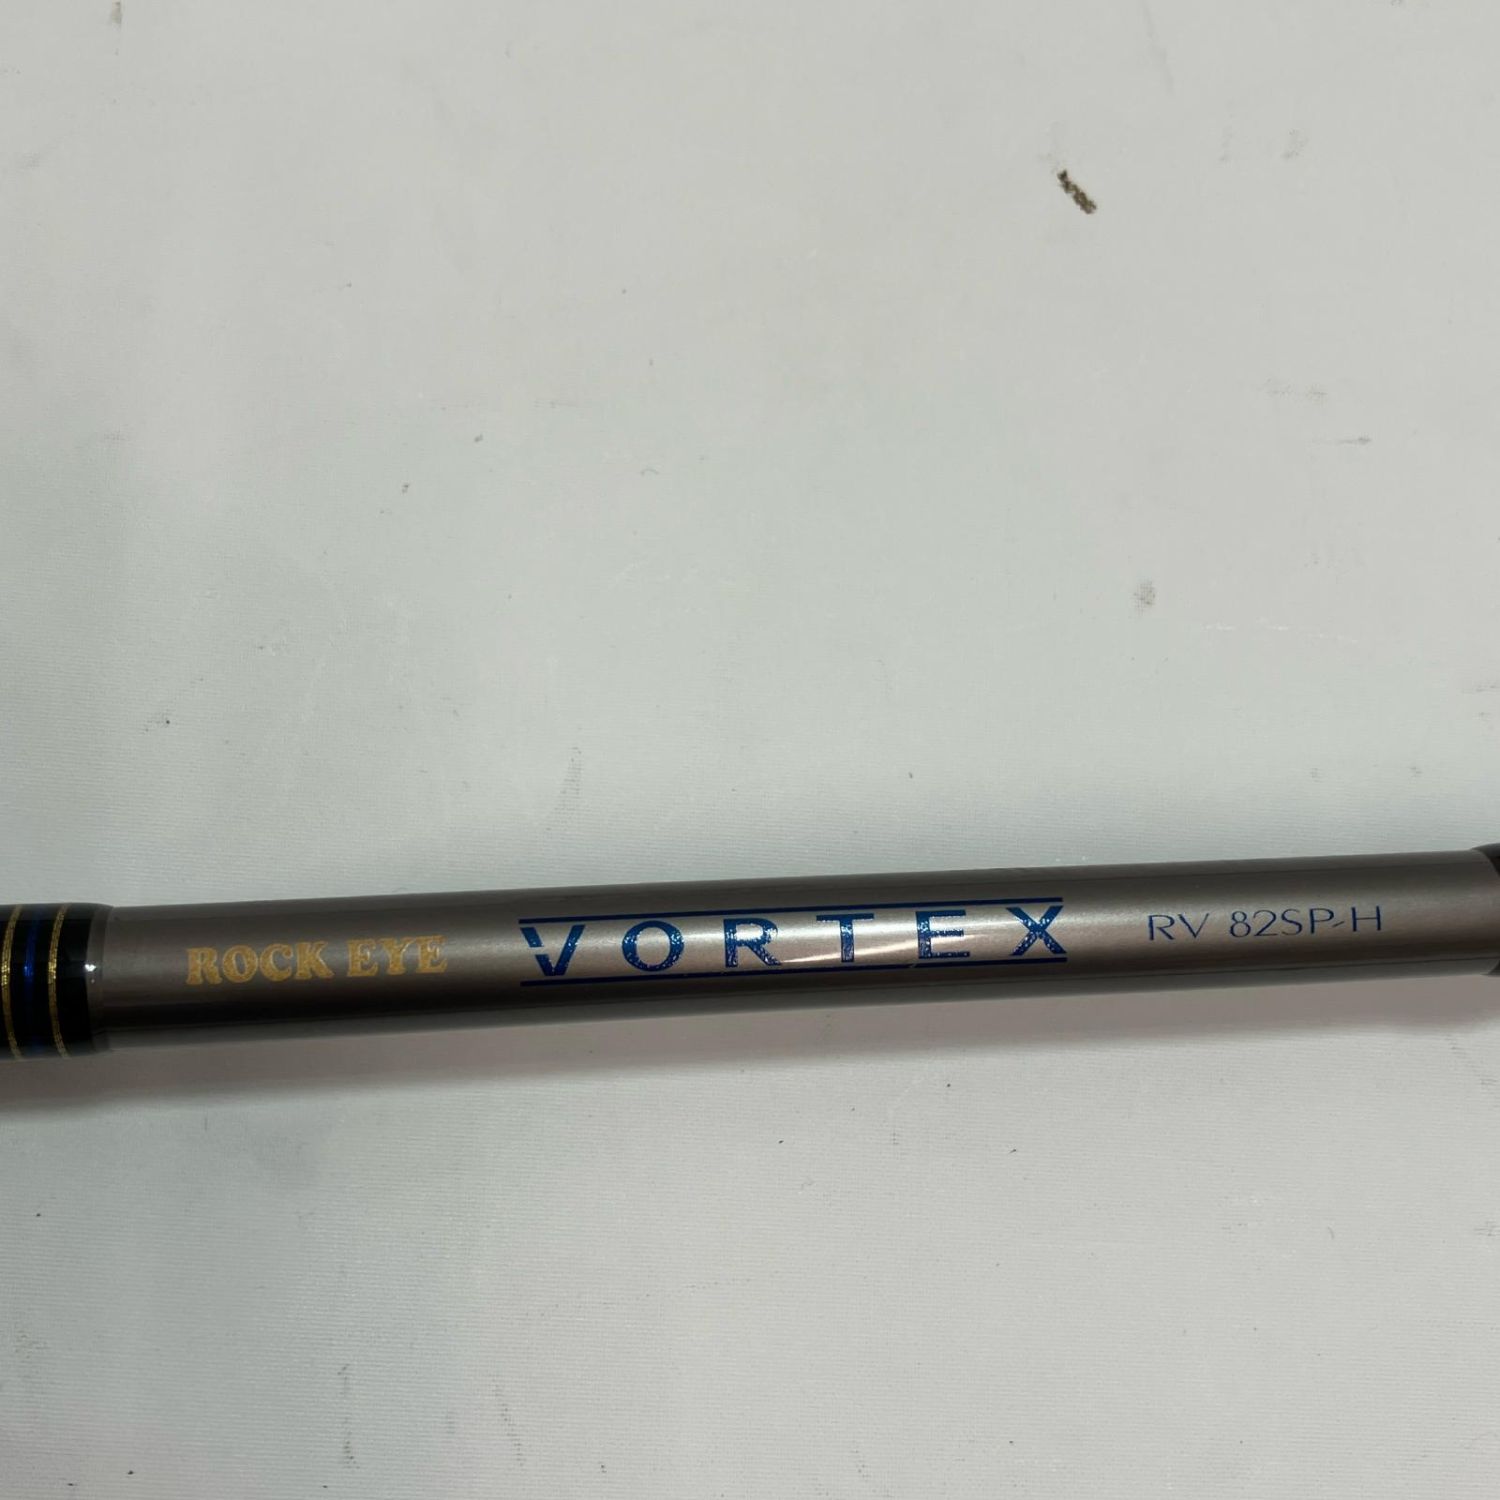 ROCK EYE VORTEX RV 82SP-H